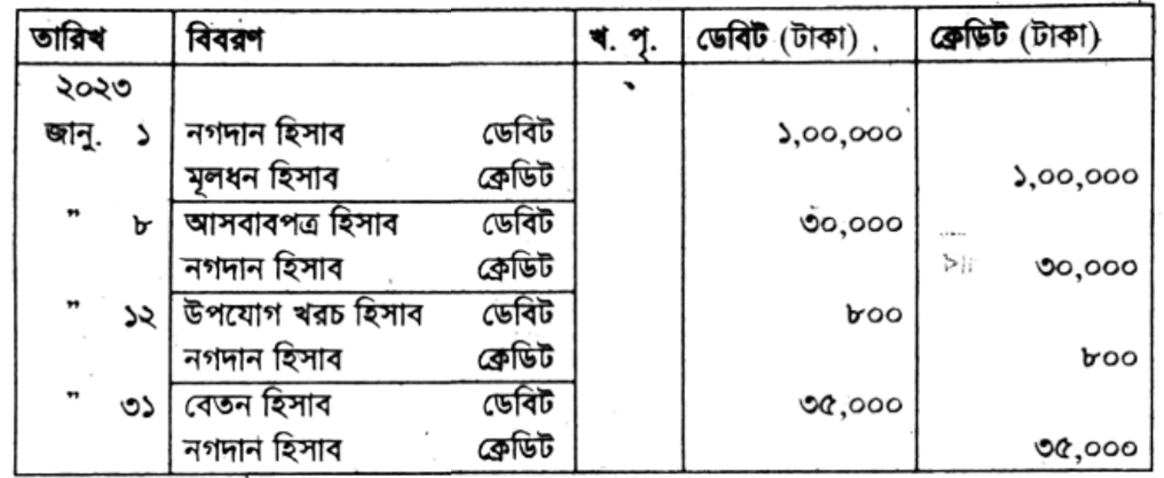 তারিখ বিবরণ খ. পৃ. ডেবিট (টাকা) ক্রেডিট (টাকা)
২০২৩
জানু. ১ নগদান হিসাব ডেবিট ১,০০,০০০
মূলধন হিসাব ক্রেডিট ১,০০,০০০
" ৮ আসবাবপত্র হিসাব ডেবিট ৩০,০০০
নগদান হিসাব ক্রেডিট ৩০,০০০
" ১২ উপযোগ খরচ হিসাব ডেবিট ৮০০
নগদান হিসাব ক্রেডিট ৮০০
" ৩১ বেতন হিসাব ডেবিট ৩৫,০০০
নগদান হিসাব ক্রেডিট ৩৫,০০০